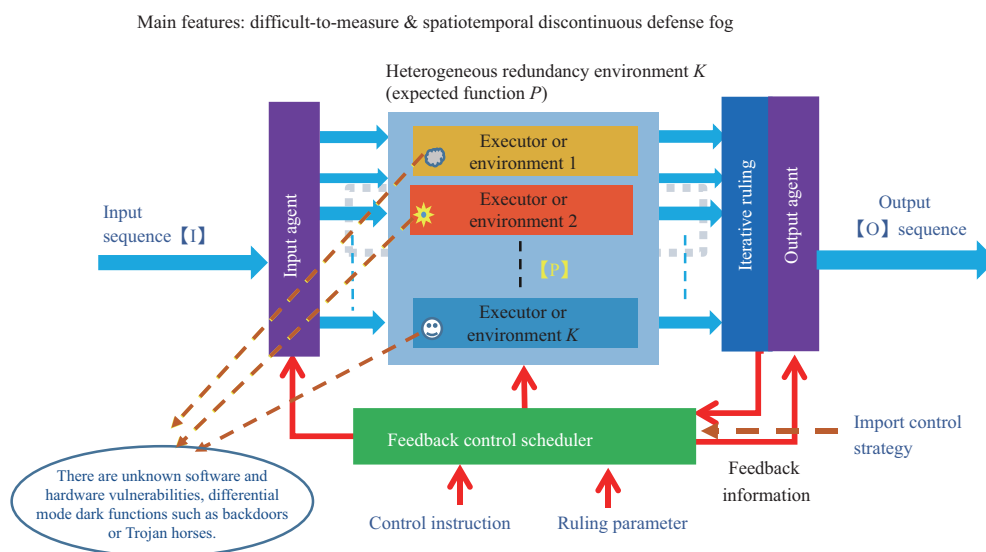 Main features: difficult-to-measure & spatiotemporal discontinuous defense fog
Heterogeneous redundancy environment K
(expected function P)
Executor or
environment 1
Executor or
environment 2
【P】
Executor or
environment K
Input
sequence【I】
Input agent
Iterative ruling
Output agent
Output
【O】sequence
Feedback control scheduler
Import control
strategy
Feedback
information
Control instruction
Ruling parameter
There are unknown software and
hardware vulnerabilities, differential
mode dark functions such as backdoors
or Trojan horses.